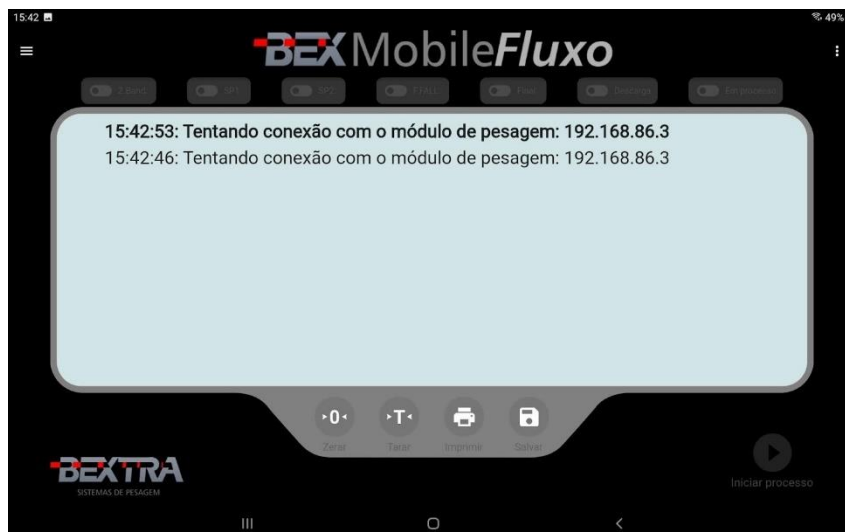 15:42
49%
BEX MobileFluxo
2.Band.
SP1
SP2
F.FALL
Finar
Descarga
Em processo
15:42:53: Tentando conexão com o módulo de pesagem: 192.168.86.3
15:42:46: Tentando conexão com o módulo de pesagem: 192.168.86.3
0
T
Zerar
Tarar
Imprimir
Salvar
BEXTRA
SISTEMAS DE PESAGEM
Iniciar processo